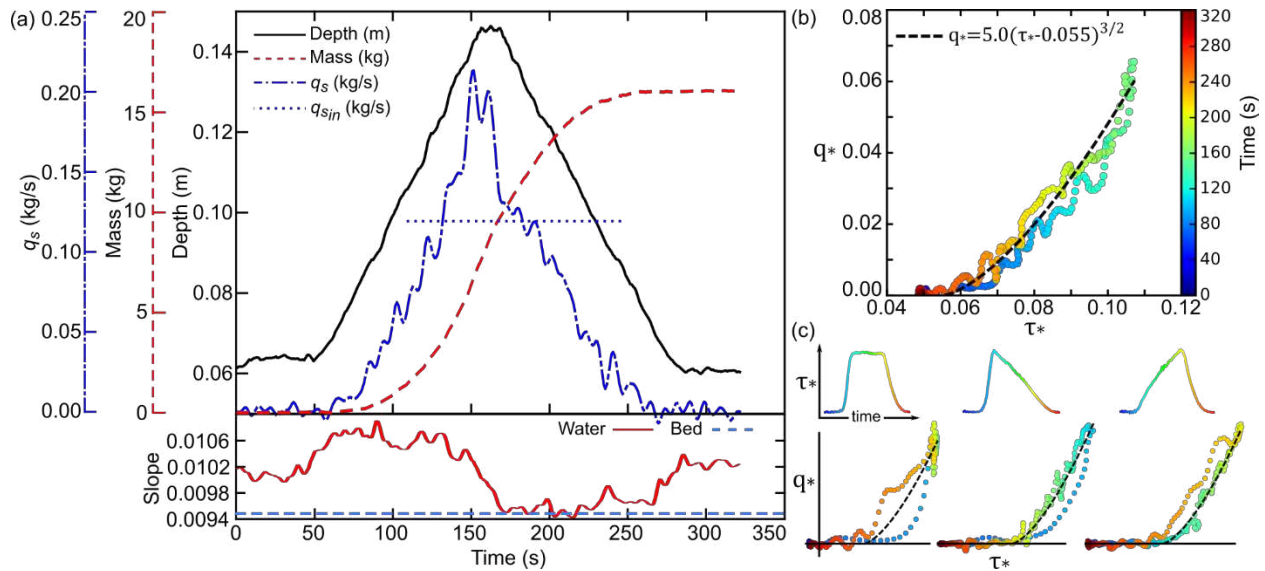 (a)
0.25
0.20
0.15
0.10
0.05
0.00
qs (kg/s)
20
15
10
5
0
Mass (kg)
0.14
0.12
0.10
0.08
0.06
Depth (m)
Depth (m)
Mass (kg)
qs (kg/s)
qsin (kg/s)
Water
Bed
0.0106
0.0102
0.0098
0.0094
Slope
0 50 100 150 200 250 300 350
Time (s)
(b)
q*=5.0(τ*-0.055)3/2
0.08
0.06
0.04
0.02
0.00
q*
0.04 0.06 0.08 0.10 0.12
τ*
320
280
240
200
160
120
80
40
0
Time (s)
(c)
τ*
time
q*
τ*